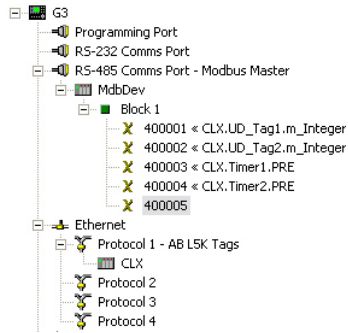 G3
Programming Port
RS-232 Comms Port
RS-485 Comms Port - Modbus Master
MdbDev
Block 1
400001 « CLX.UD_Tag1.m_Integer
400002 « CLX.UD_Tag2.m_Integer
400003 « CLX.Timer1.PRE
400004 « CLX.Timer2.PRE
400005
Ethernet
Protocol 1 - AB L5K Tags
CLX
Protocol 2
Protocol 3
Protocol 4